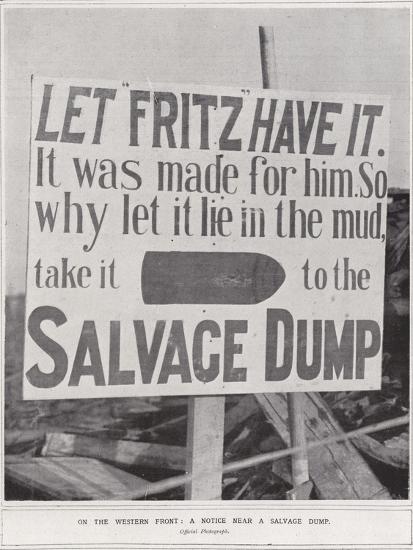 LET "FRITZ" HAVE IT.
It was made for him. So
why let it lie in the mud,
take it to the
SALVAGE DUMP
ON THE WESTERN FRONT: A NOTICE NEAR A SALVAGE DUMP.
Official Photograph.